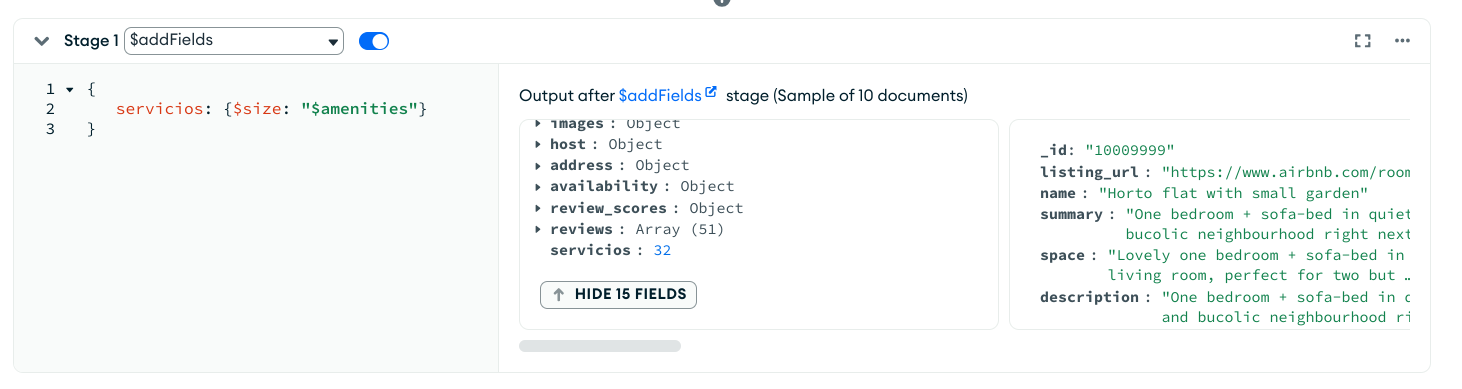 Stage 1 $addFields
1 {
2 servicios: {$size: "$amenities"}
3 }
Output after $addFields stage (Sample of 10 documents)
images : Object
host : Object
address : Object
availability : Object
review_scores : Object
reviews : Array (51)
servicios : 32
HIDE 15 FIELDS
_id: "10009999"
listing_url : "https://www.airbnb.com/room
name : "Horto flat with small garden"
summary : "One bedroom + sofa-bed in quiet
bucolic neighbourhood right next
space : "Lovely one bedroom + sofa-bed in
living room, perfect for two but …
description : "One bedroom + sofa-bed in q
and bucolic neighbourhood ri